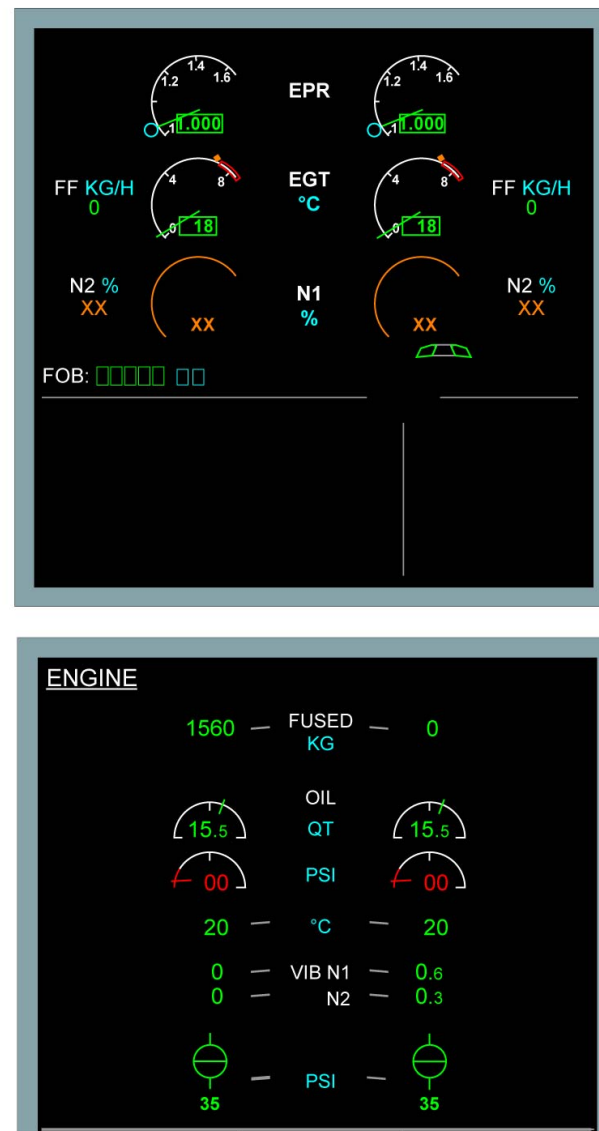 1.2 1.4 1.6 EPR 1.2 1.4 1.6
1 1.000 1 1.000
FF KG/H 4 8 EGT 4 8 FF KG/H
0 °C 0
0 18 0 18
N2 % N1 N2 %
XX XX % XX XX
FOB:
ENGINE
1560 FUSED 0
KG
OIL
15.5 QT 15.5
00 PSI 00
20 °C 20
0 VIB N1 0.6
0 N2 0.3
PSI
35 35